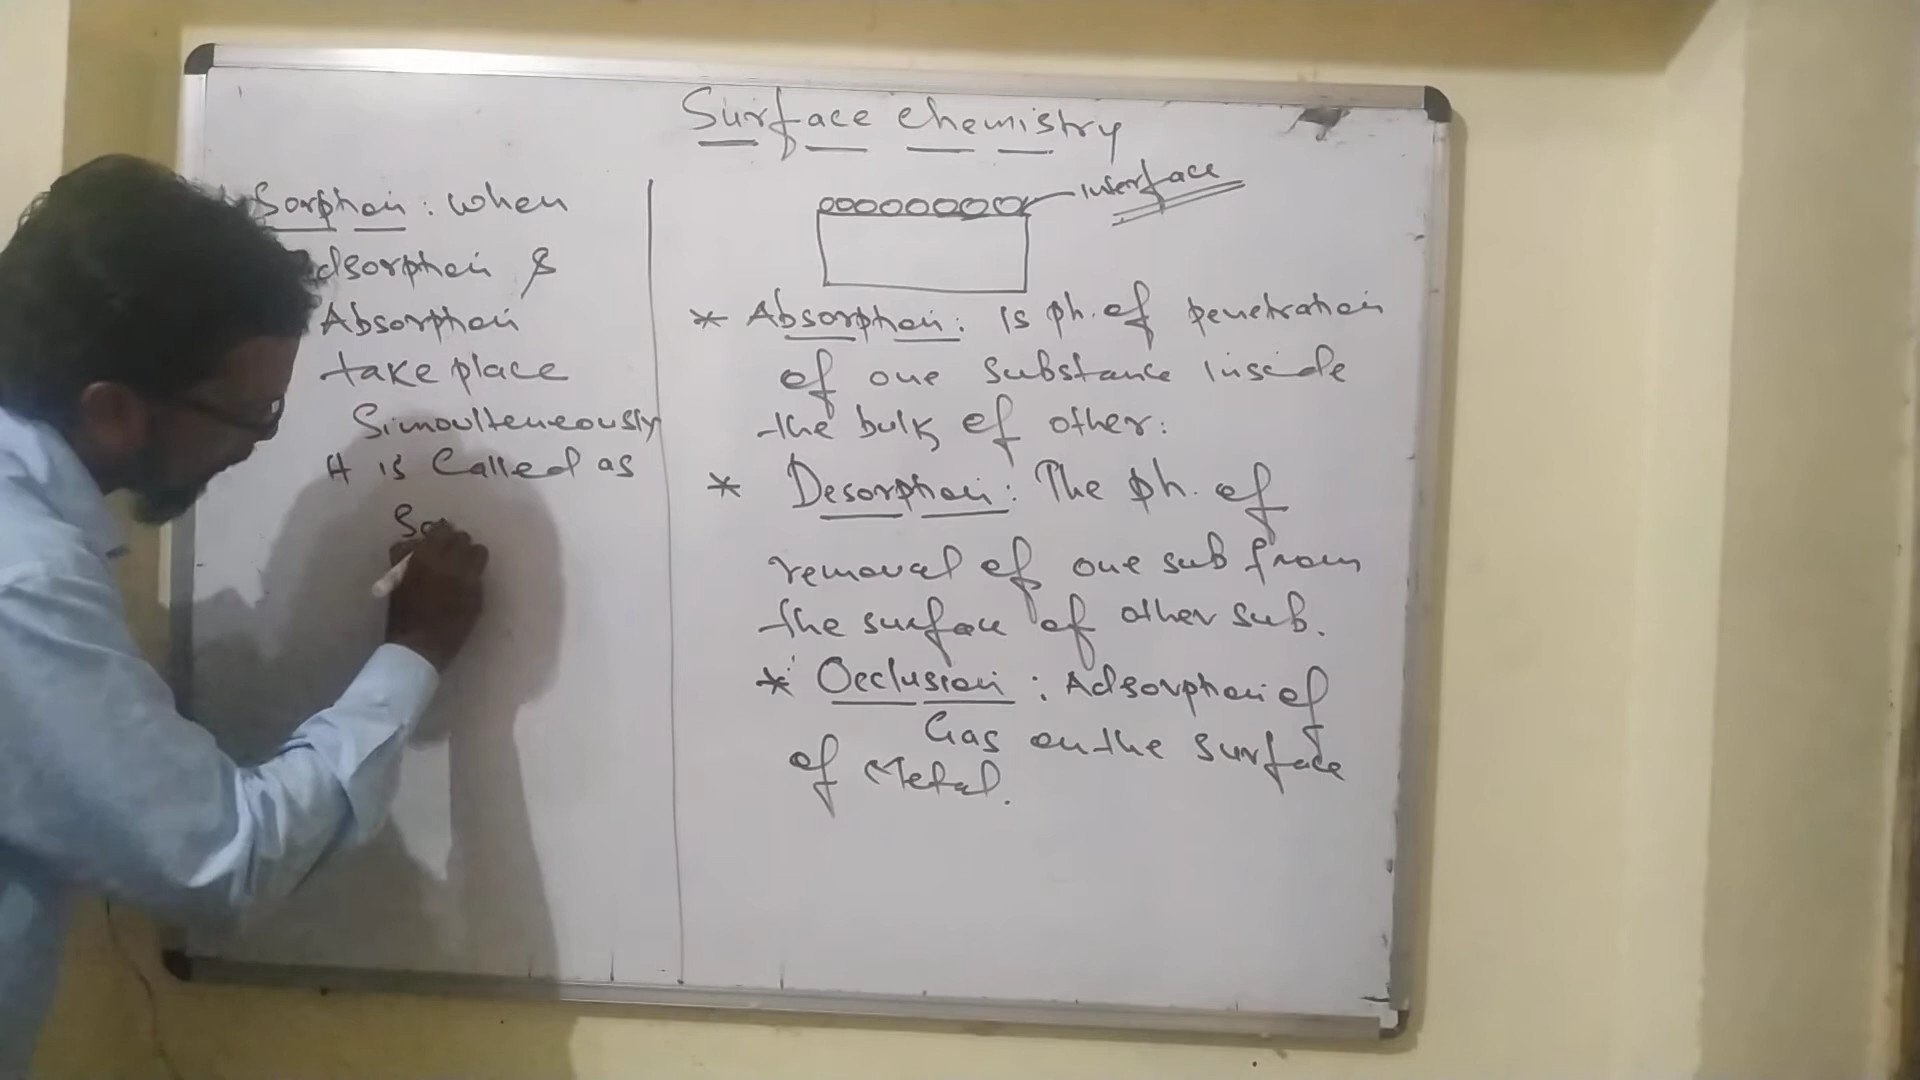 Surface chemistry
Sorption : when
dsorption &
Absorption
take place
Simoulteneously
It is called as
So
Interface
* Absorption : is ph. of penetration
of one substance inside
the bulk of other.
* Desorption : The ph. of
removal of one sub from
the surface of other sub.
* Occlusion : Adsorption of
Gas on the surface
of Metal.